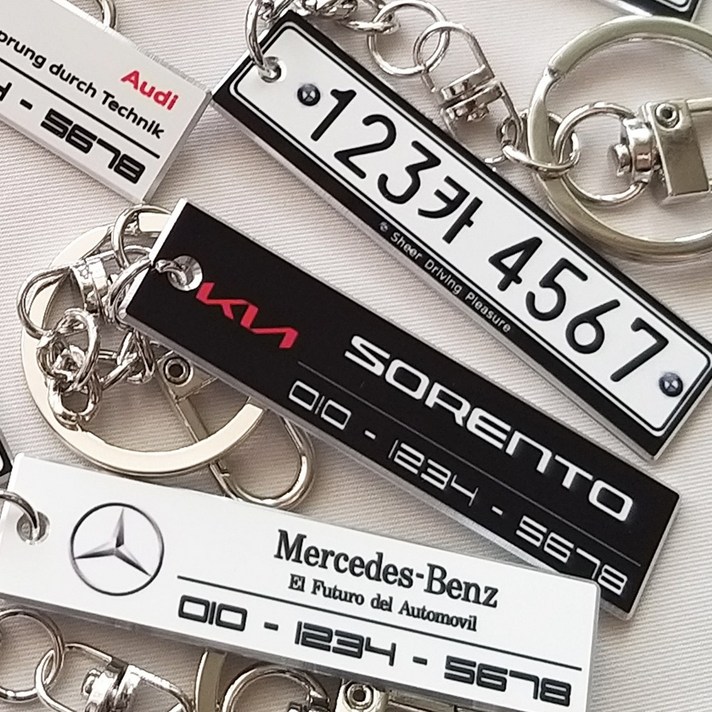 Audi
sprung durch Technik
- 5678
123카 4567
Sheer Driving Pleasure
KIA
SORENTO
010 - 1234 - 5678
Mercedes-Benz
El Futuro del Automovil
010 - 1234 - 5678